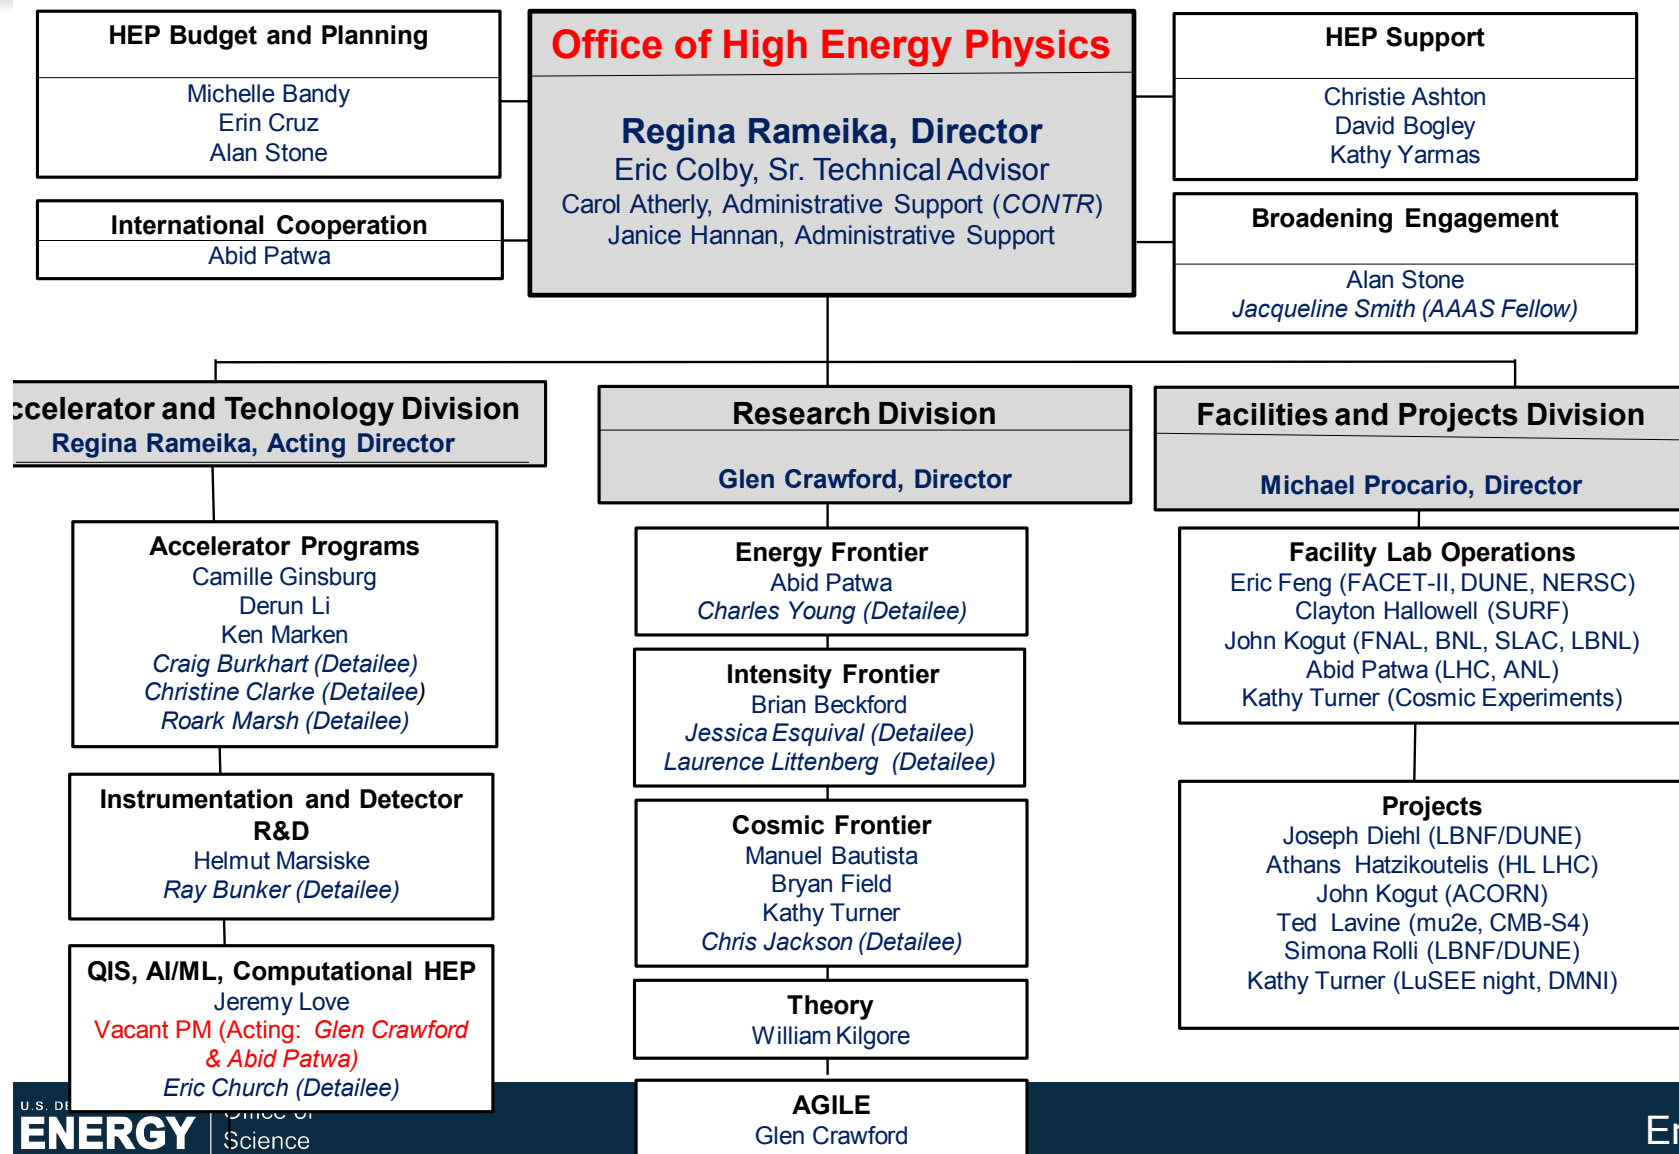 HEP Budget and Planning
Michelle Bandy
Erin Cruz
Alan Stone
International Cooperation
Abid Patwa
Office of High Energy Physics
Regina Rameika, Director
Eric Colby, Sr. Technical Advisor
Carol Atherly, Administrative Support (CONTR)
Janice Hannan, Administrative Support
HEP Support
Christie Ashton
David Bogley
Kathy Yarmas
Broadening Engagement
Alan Stone
Jacqueline Smith (AAAS Fellow)
ccelerator and Technology Division
Regina Rameika, Acting Director
Accelerator Programs
Camille Ginsburg
Derun Li
Ken Marken
Craig Burkhart (Detailee)
Christine Clarke (Detailee)
Roark Marsh (Detailee)
Instrumentation and Detector
R&D
Helmut Marsiske
Ray Bunker (Detailee)
QIS, AI/ML, Computational HEP
Jeremy Love
Vacant PM (Acting: Glen Crawford
& Abid Patwa)
Eric Church (Detailee)
Research Division
Glen Crawford, Director
Energy Frontier
Abid Patwa
Charles Young (Detailee)
Intensity Frontier
Brian Beckford
Jessica Esquival (Detailee)
Laurence Littenberg (Detailee)
Cosmic Frontier
Manuel Bautista
Bryan Field
Kathy Turner
Chris Jackson (Detailee)
Theory
William Kilgore
AGILE
Glen Crawford
Facilities and Projects Division
Michael Procario, Director
Facility Lab Operations
Eric Feng (FACET-II, DUNE, NERSC)
Clayton Hallowell (SURF)
John Kogut (FNAL, BNL, SLAC, LBNL)
Abid Patwa (LHC, ANL)
Kathy Turner (Cosmic Experiments)
Projects
Joseph Diehl (LBNF/DUNE)
Athans Hatzikoutelis (HL LHC)
John Kogut (ACORN)
Ted Lavine (mu2e, CMB-S4)
Simona Rolli (LBNF/DUNE)
Kathy Turner (LuSEE night, DMNI)
U.S. DE
ENERGY
Office of
Science